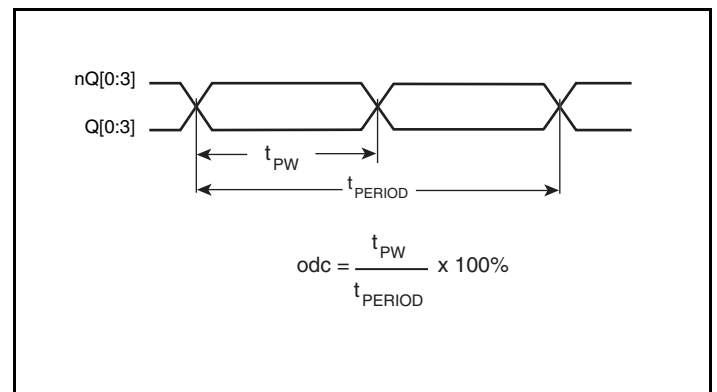 nQ[0:3]
Q[0:3]
tPW
tPERIOD
odc = tPW / tPERIOD x 100%